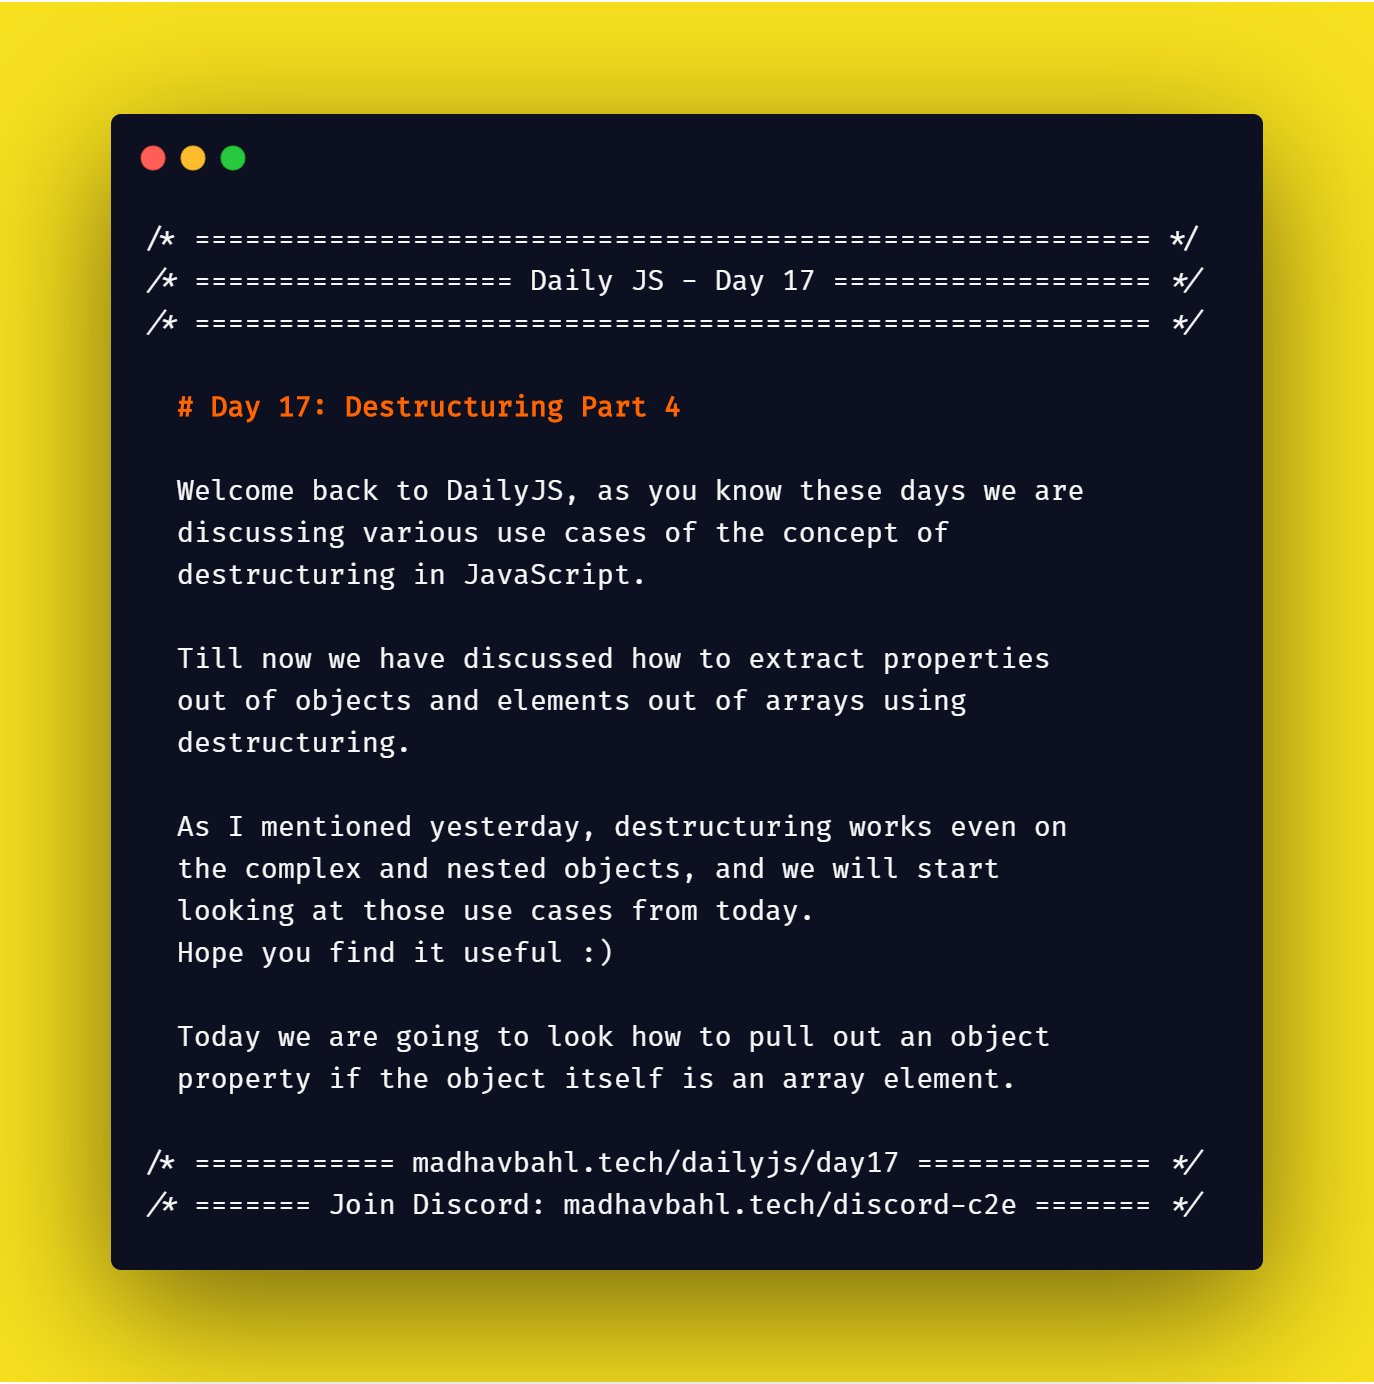 /* ========================================================= */
/* =================== Daily JS - Day 17 =================== */
/* ========================================================= */
# Day 17: Destructuring Part 4
Welcome back to DailyJS, as you know these days we are
discussing various use cases of the concept of
destructuring in JavaScript.
Till now we have discussed how to extract properties
out of objects and elements out of arrays using
destructuring.
As I mentioned yesterday, destructuring works even on
the complex and nested objects, and we will start
looking at those use cases from today.
Hope you find it useful :)
Today we are going to look how to pull out an object
property if the object itself is an array element.
/* ============ madhavbahl.tech/dailyjs/day17 ============== */
/* ======= Join Discord: madhavbahl.tech/discord-c2e ======= */